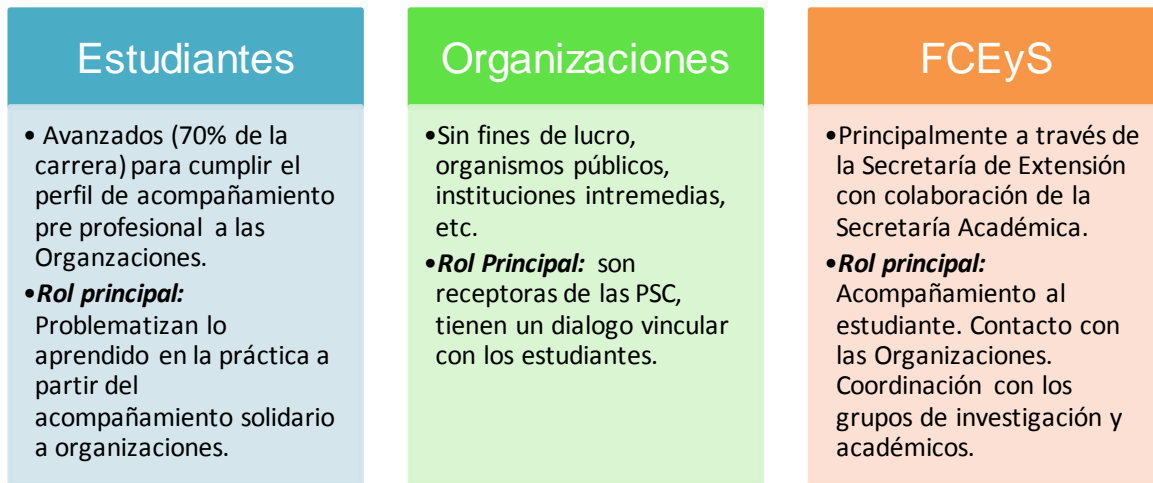 Estudiantes
• Avanzados (70% de la
carrera) para cumplir el
perfil de acompañamiento
pre profesional a las
Organzaciones.
•Rol principal:
Problematizan lo
aprendido en la práctica a
partir del
acompañamiento solidario
a organizaciones.
Organizaciones
•Sin fines de lucro,
organismos públicos,
instituciones intremedias,
etc.
•Rol Principal: son
receptoras de las PSC,
tienen un dialogo vincular
con los estudiantes.
FCEyS
•Principalmente a través de
la Secretaría de Extensión
con colaboración de la
Secretaría Académica.
•Rol principal:
Acompañamiento al
estudiante. Contacto con
las Organizaciones.
Coordinación con los
grupos de investigación y
académicos.